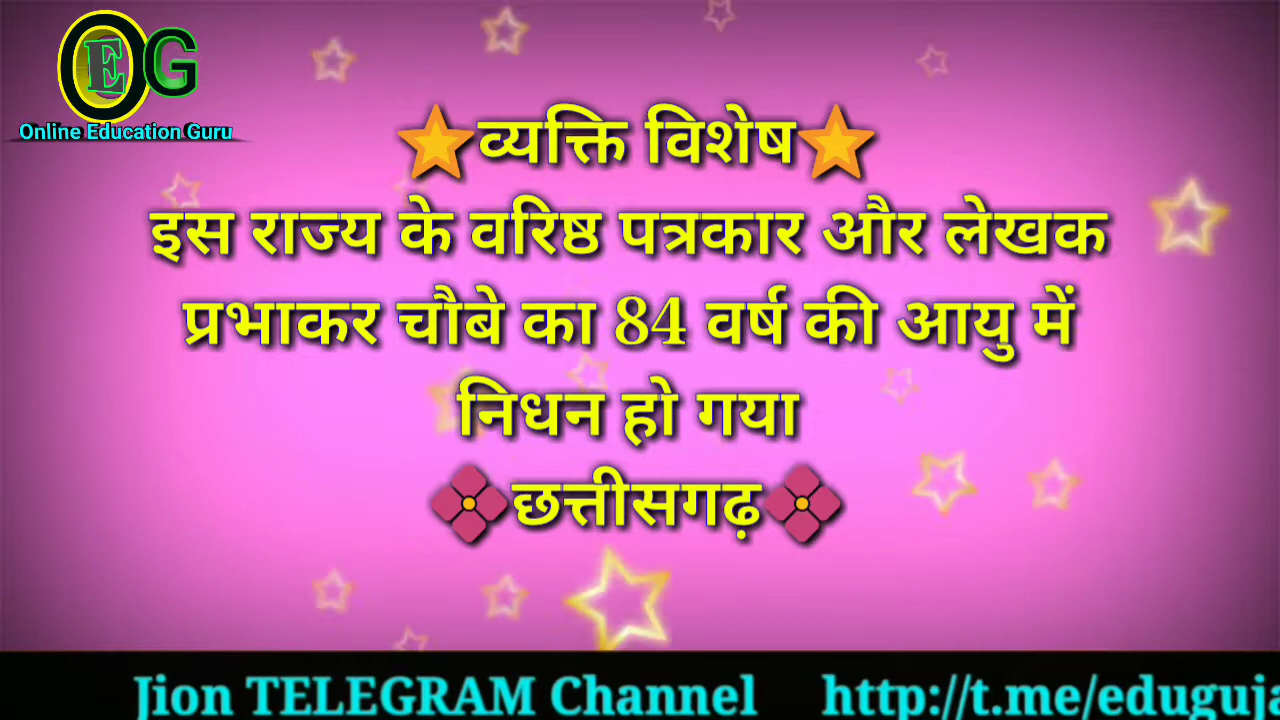 OEG
Online Education Guru
⭐व्यक्ति विशेष⭐
इस राज्य के वरिष्ठ पत्रकार और लेखक
प्रभाकर चौबे का 84 वर्ष की आयु में
निधन हो गया
छत्तीसगढ़
Jion TELEGRAM Channel http://t.me/eduguja